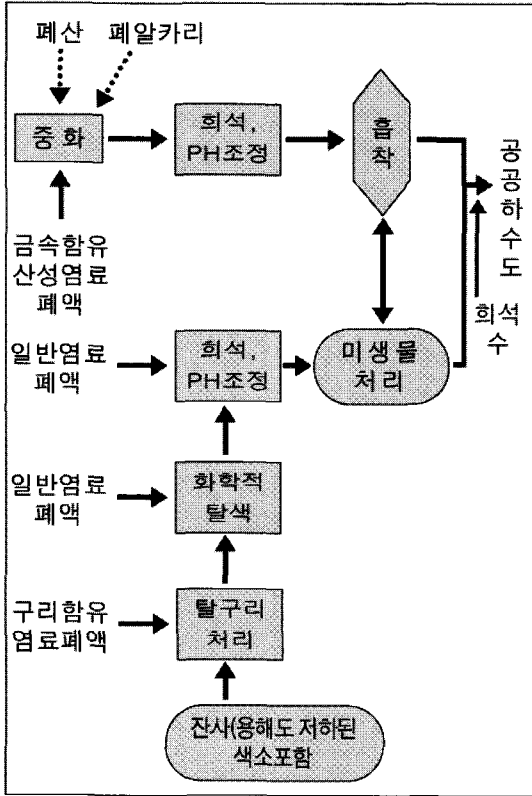 폐산 폐알카리
중화
희석,
PH조정
흡
착
공
공
하
수
도
금속함유
산성염료
폐액
희석
수
일반염료
폐액
희석,
PH조정
미생물
처리
일반염료
폐액
화학적
탈색
구리함유
염료폐액
탈구리
처리
잔사(용해도 저하된
색소포함